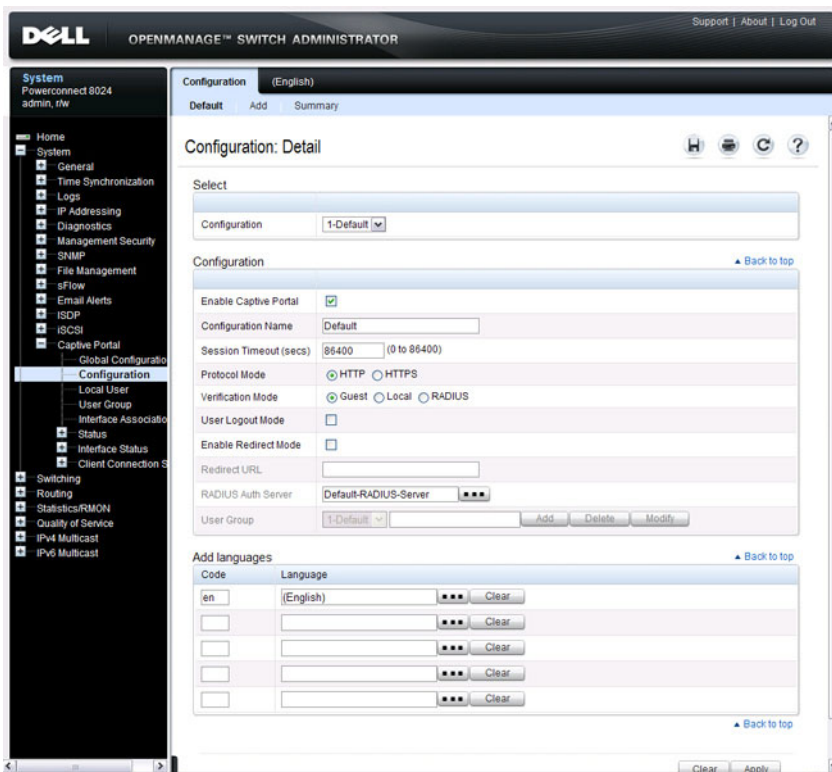 Support | About | Log Out
DELL OPENMANAGE™ SWITCH ADMINISTRATOR
System
Powerconnect 8024
admin, r/w
Home
System
General
Time Synchronization
Logs
IP Addressing
Diagnostics
Management Security
SNMP
File Management
sFlow
Email Alerts
ISDP
iSCSI
Captive Portal
Global Configuratio
Configuration
Local User
User Group
Interface Associatio
Status
Interface Status
Client Connection S
Switching
Routing
Statistics/RMON
Quality of Service
IPv4 Multicast
IPv6 Multicast
Configuration (English)
Default Add Summary
Configuration: Detail
Select
Configuration 1-Default
Configuration Back to top
Enable Captive Portal
Configuration Name Default
Session Timeout (secs) 86400 (0 to 86400)
Protocol Mode HTTP HTTPS
Verification Mode Guest Local RADIUS
User Logout Mode
Enable Redirect Mode
Redirect URL
RADIUS Auth Server Default-RADIUS-Server
User Group 1-Default Add Delete Modify
Add languages Back to top
Code Language
en (English) Clear
Clear
Clear
Clear
Clear
Back to top
Clear Apply